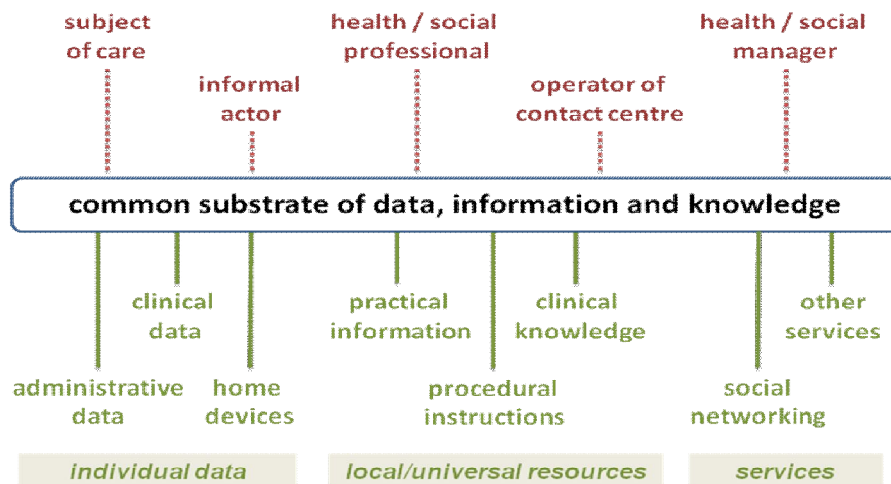 subject
of care
health / social
professional
health / social
manager
informal
actor
operator of
contact centre
common substrate of data, information and knowledge
clinical
data
practical
information
clinical
knowledge
other
services
administrative
data
home
devices
procedural
instructions
social
networking
individual data
local/universal resources
services